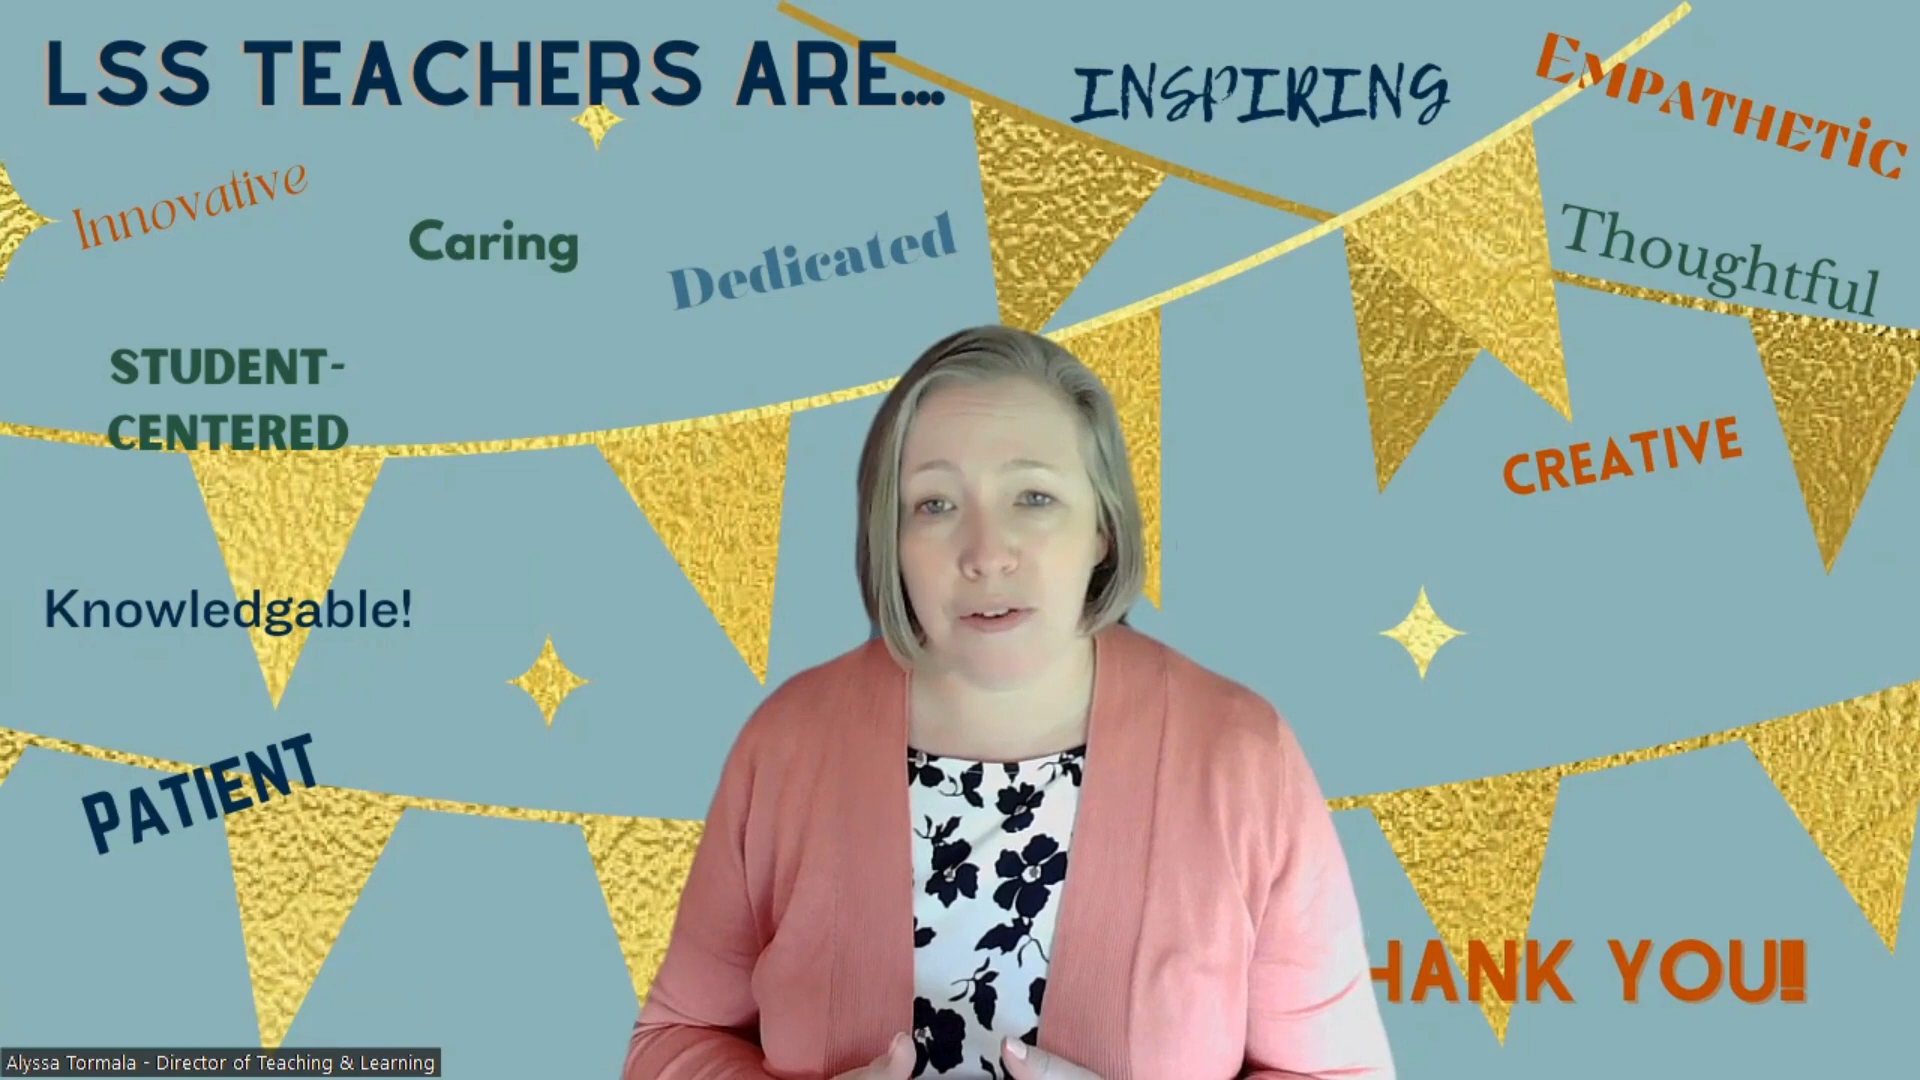 LSS TEACHERS ARE...
INSPIRING
EMPATHETIC
Innovative
Caring
Dedicated
Thoughtful
STUDENT-
CENTERED
CREATIVE
Knowledgable!
PATIENT
HANK YOU!!
Alyssa Tormala - Director of Teaching & Learning